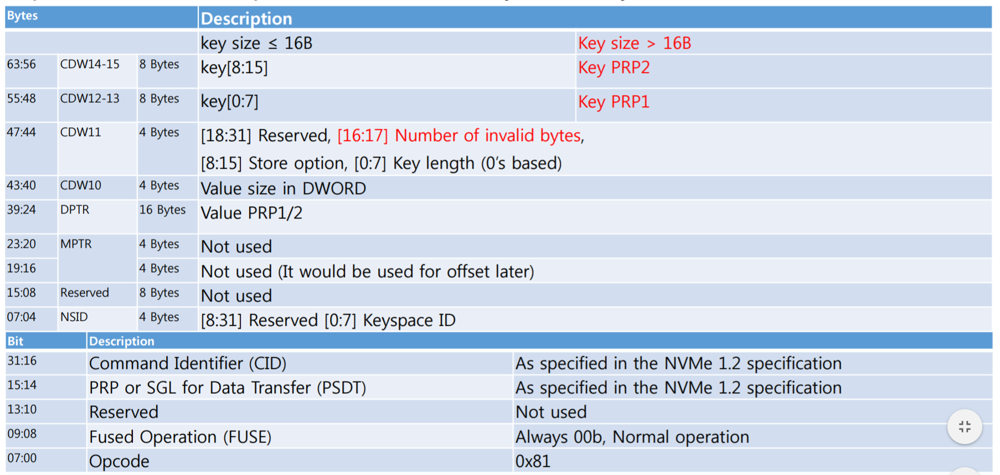 Bytes Description
key size ≤ 16B Key size > 16B
63:56 CDW14-15 8 Bytes key[8:15] Key PRP2
55:48 CDW12-13 8 Bytes key[0:7] Key PRP1
47:44 CDW11 4 Bytes [18:31] Reserved, [16:17] Number of invalid bytes,
[8:15] Store option, [0:7] Key length (0's based)
43:40 CDW10 4 Bytes Value size in DWORD
39:24 DPTR 16 Bytes Value PRP1/2
23:20 MPTR 4 Bytes Not used
19:16 4 Bytes Not used (It would be used for offset later)
15:08 Reserved 8 Bytes Not used
07:04 NSID 4 Bytes [8:31] Reserved [0:7] Keyspace ID
Bit Description
31:16 Command Identifier (CID) As specified in the NVMe 1.2 specification
15:14 PRP or SGL for Data Transfer (PSDT) As specified in the NVMe 1.2 specification
13:10 Reserved Not used
09:08 Fused Operation (FUSE) Always 00b, Normal operation
07:00 Opcode 0x81